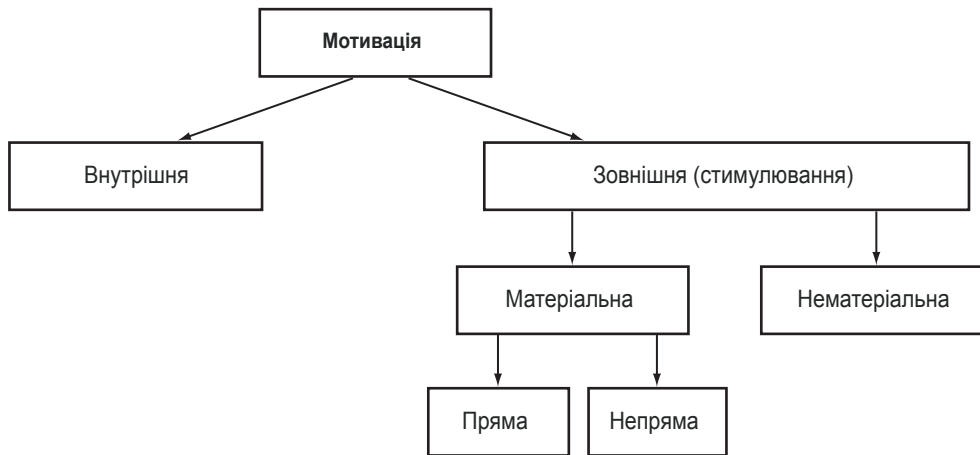 Мотивація
Внутрішня
Зовнішня (стимулювання)
Матеріальна
Нематеріальна
Пряма
Непряма